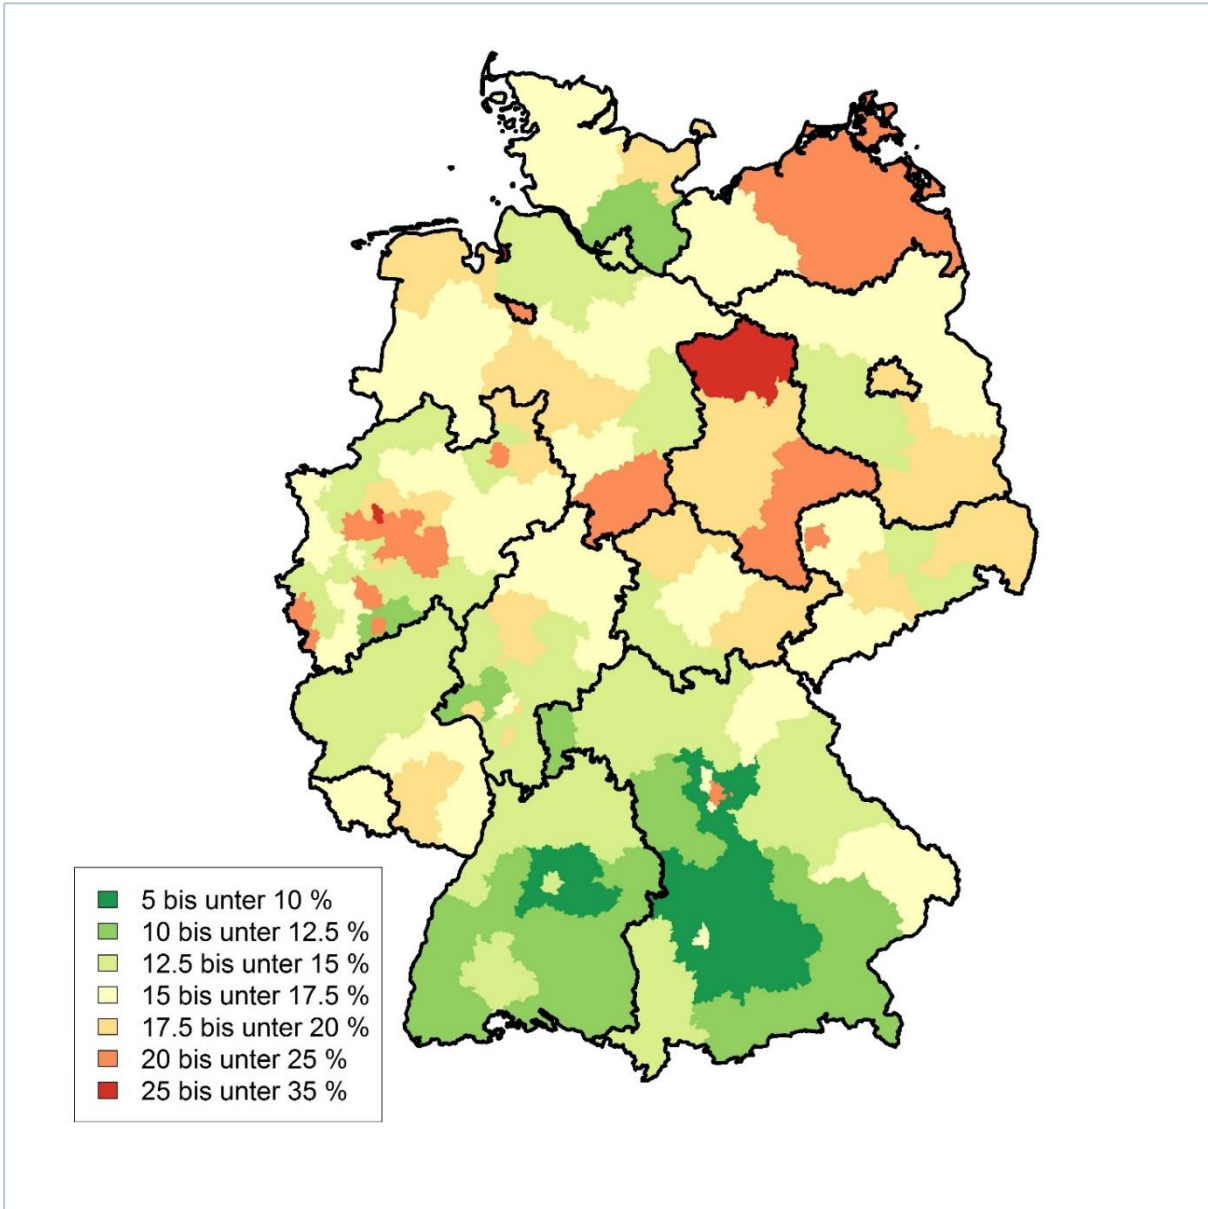 5 bis unter 10 %
10 bis unter 12.5 %
12.5 bis unter 15 %
15 bis unter 17.5 %
17.5 bis unter 20 %
20 bis unter 25 %
25 bis unter 35 %